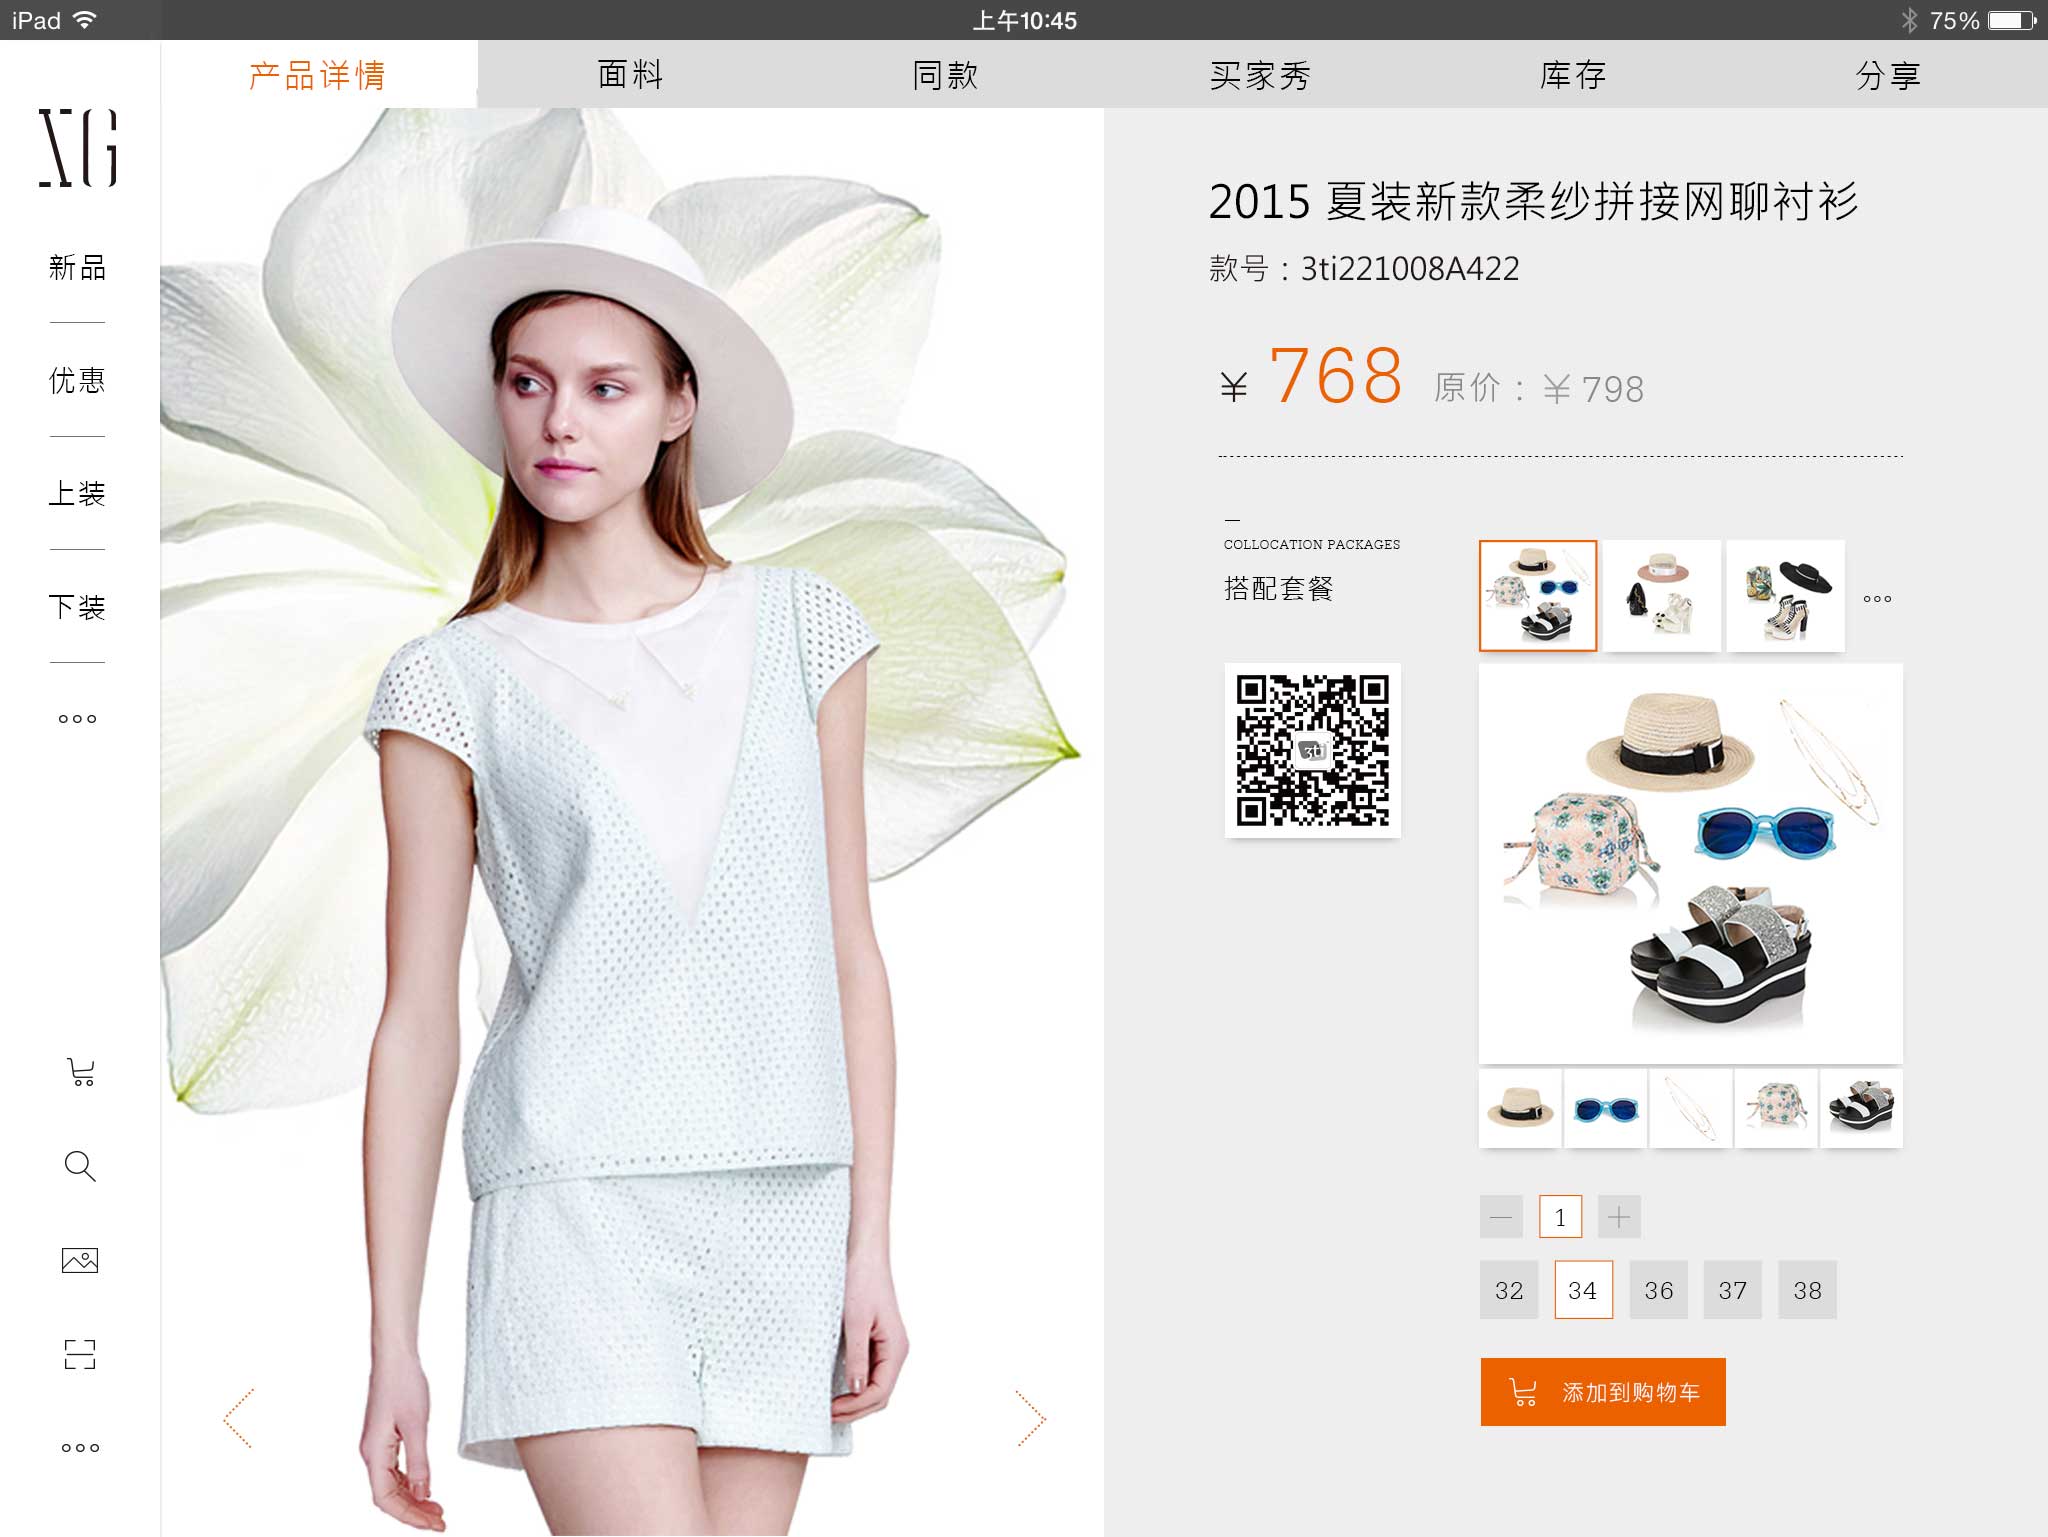 iPad
上午10:45
75%
产品详情
面料
同款
买家秀
库存
分享
XG
新品
优惠
上装
下装
2015 夏装新款柔纱拼接网聊衬衫
款号：3ti221008A422
¥ 768 原价：¥ 798
COLLOCATION PACKAGES
搭配套餐
3ti
1
32
34
36
37
38
添加到购物车